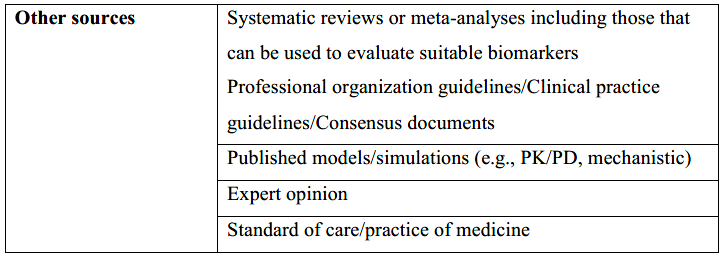 Other sources
Systematic reviews or meta-analyses including those that
can be used to evaluate suitable biomarkers
Professional organization guidelines/Clinical practice
guidelines/Consensus documents
Published models/simulations (e.g., PK/PD, mechanistic)
Expert opinion
Standard of care/practice of medicine